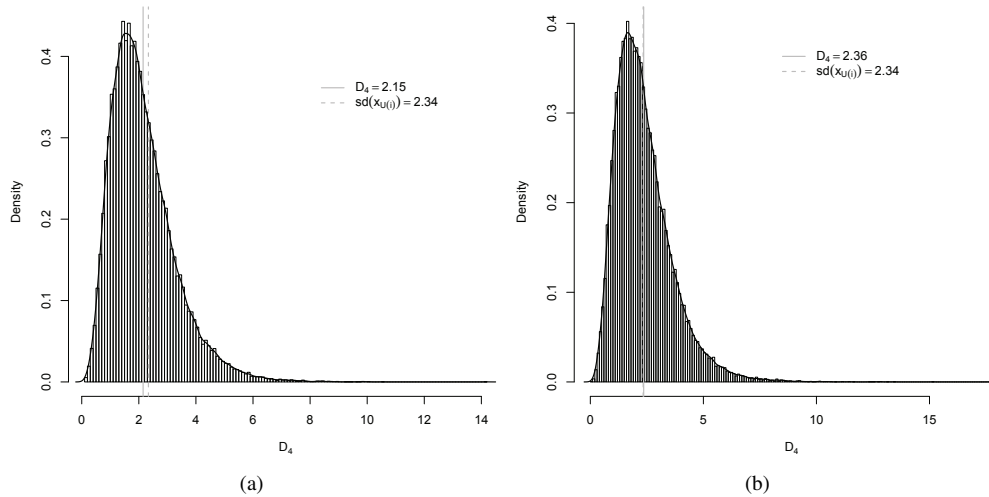 Density
0.0 0.1 0.2 0.3 0.4
0 2 4 6 8 10 12 14
D4
D4 = 2.15
sd(xU(i)) = 2.34
(a)
Density
0.0 0.1 0.2 0.3 0.4
0 5 10 15
D4
D4 = 2.36
sd(xU(i)) = 2.34
(b)